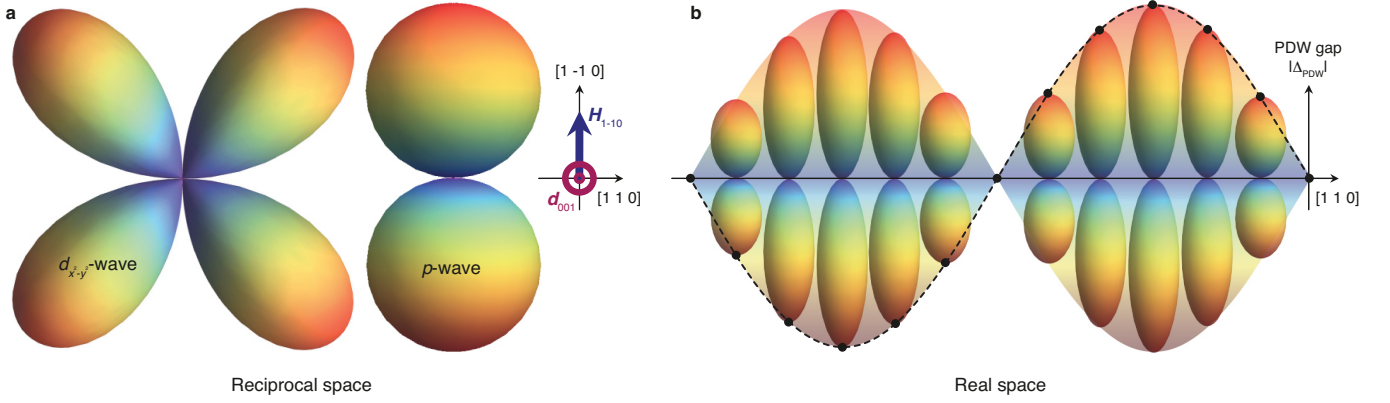 a
b
[1 -1 0]
H1-10
d001
[1 1 0]
dx²-y²-wave
p-wave
Reciprocal space
PDW gap
|ΔPDW|
[1 1 0]
Real space